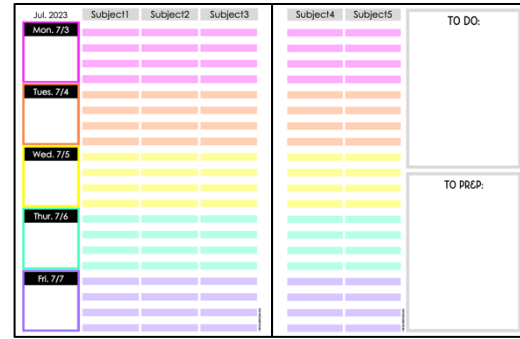 Jul. 2023 Subject1 Subject2 Subject3 Subject4 Subject5
TO DO:
Mon. 7/3
Tues. 7/4
Wed. 7/5
TO PREP:
Thur. 7/6
Fri. 7/7